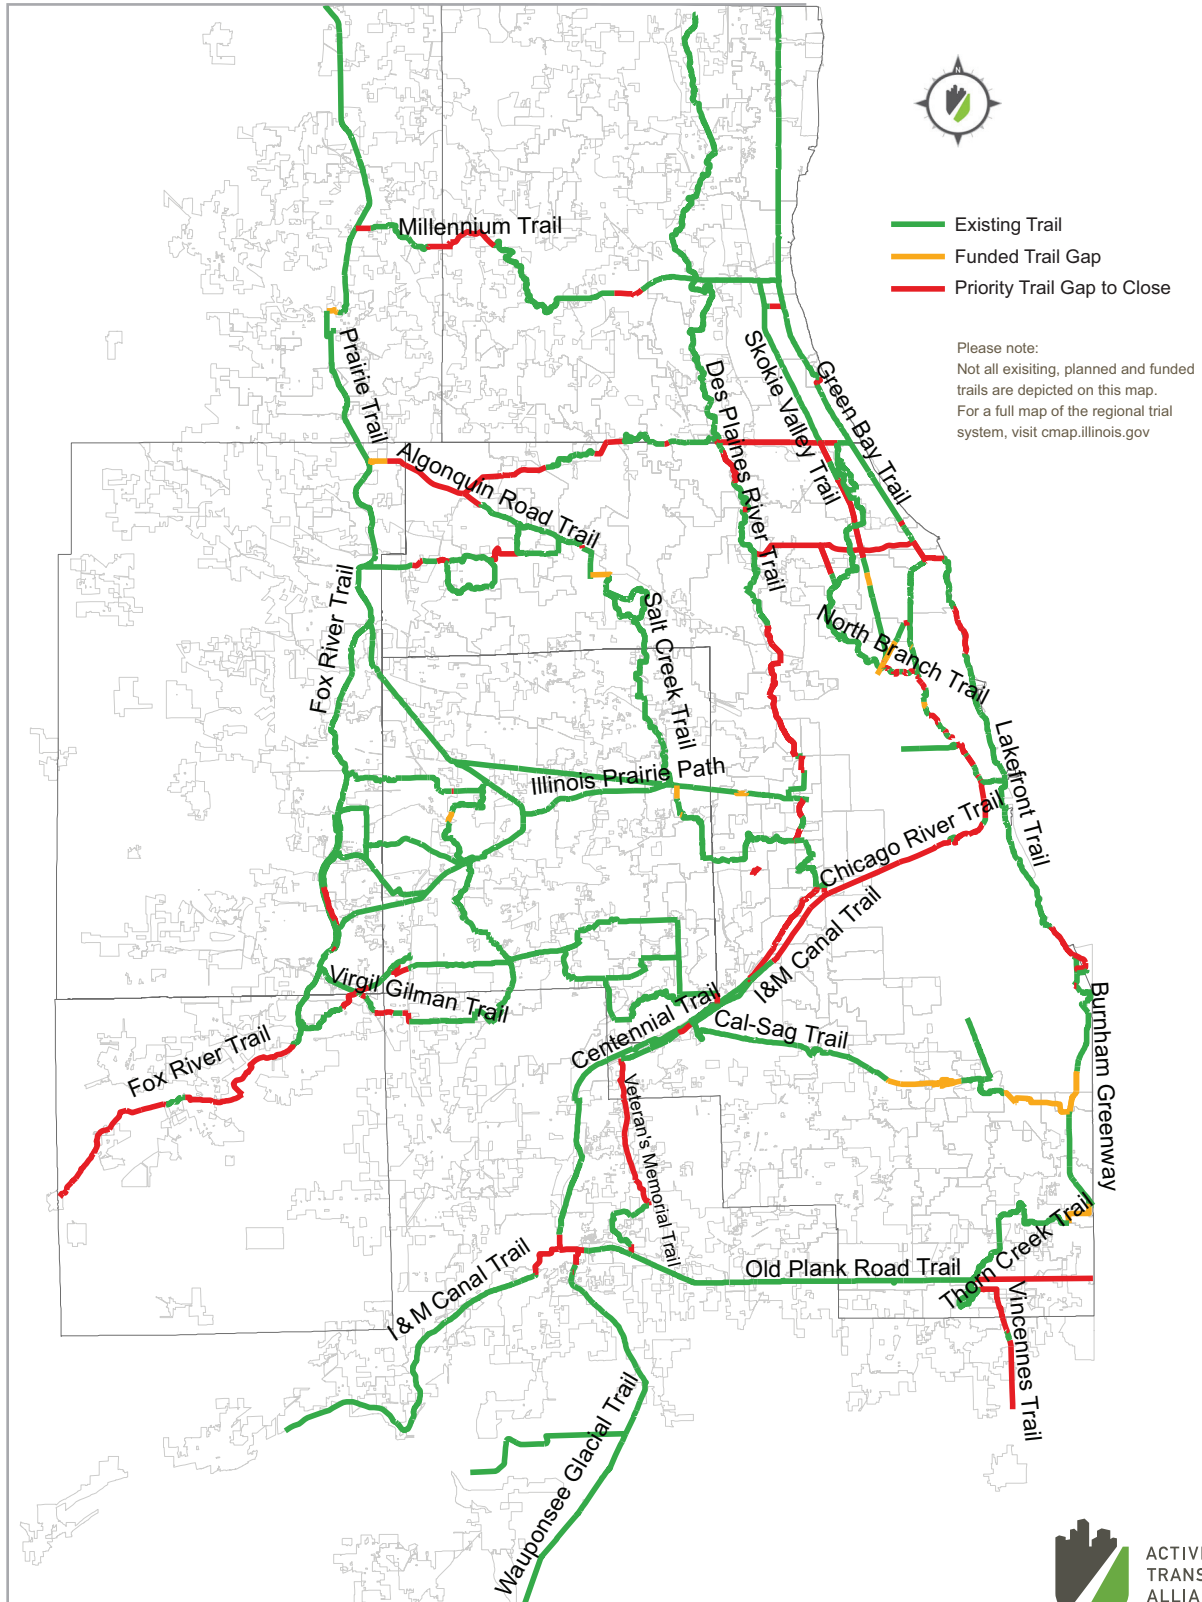 N
Existing Trail
Funded Trail Gap
Priority Trail Gap to Close
Please note:
Not all exisiting, planned and funded
trails are depicted on this map.
For a full map of the regional trial
system, visit cmap.illinois.gov
Millennium Trail
Prairie Trail
Skokie Valley Trail
Green Bay Trail
Des Plaines River Trail
Algonquin Road Trail
Fox River Trail
Salt Creek Trail
North Branch Trail
Lakefront Trail
Illinois Prairie Path
Chicago River Trail
I&M Canal Trail
Virgil Gilman Trail
Centennial Trail
Cal-Sag Trail
Burnham Greenway
Fox River Trail
Veteran's Memorial Trail
I&M Canal Trail
Old Plank Road Trail
Thorn Creek Trail
Vincennes Trail
Wauponsee Glacial Trail
ACTIV
TRANS
ALLIA